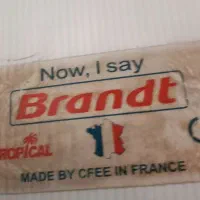 Now, I say
Brandt
ROPICAL
MADE BY CFEE IN FRANCE